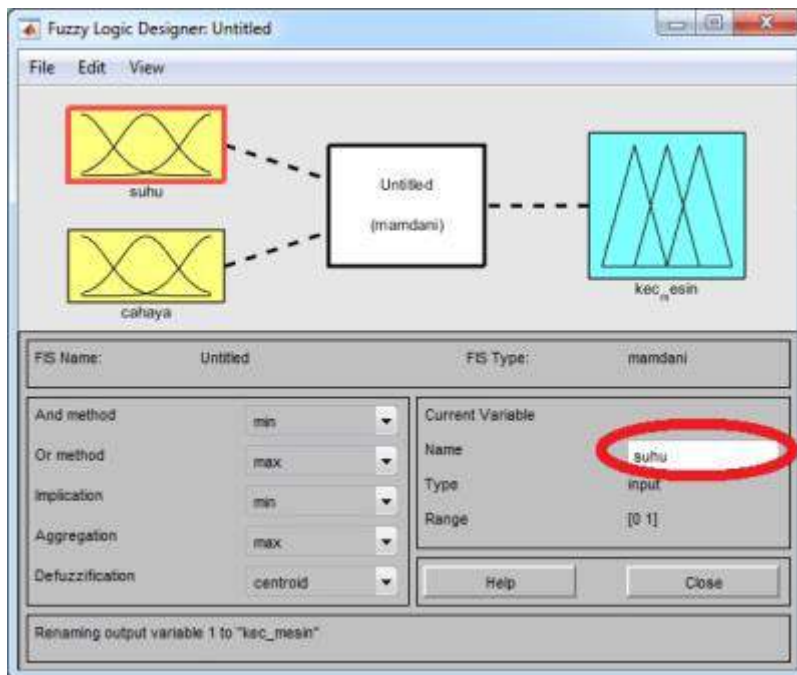 Fuzzy Logic Designer: Untitled
File Edit View
suhu
Untitled
(mamdani)
cahaya
kec_mesin
FIS Name: Untitled FIS Type: mamdani
And method min
Or method max
Implication min
Aggregation max
Defuzzification centroid
Current Variable
Name suhu
Type input
Range [0 1]
Help Close
Renaming output variable 1 to "kec_mesin"